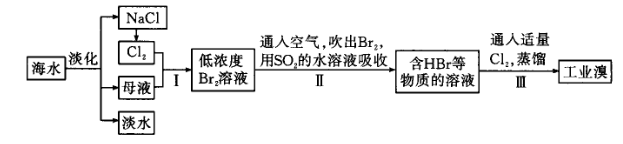 海水
淡化
NaCl
Cl₂
母液
淡水
Ⅰ
低浓度
Br₂溶液
通入空气,吹出Br₂,
用SO₂的水溶液吸收
Ⅱ
含HBr等
物质的溶液
通入适量
Cl₂,蒸馏
Ⅲ
工业溴